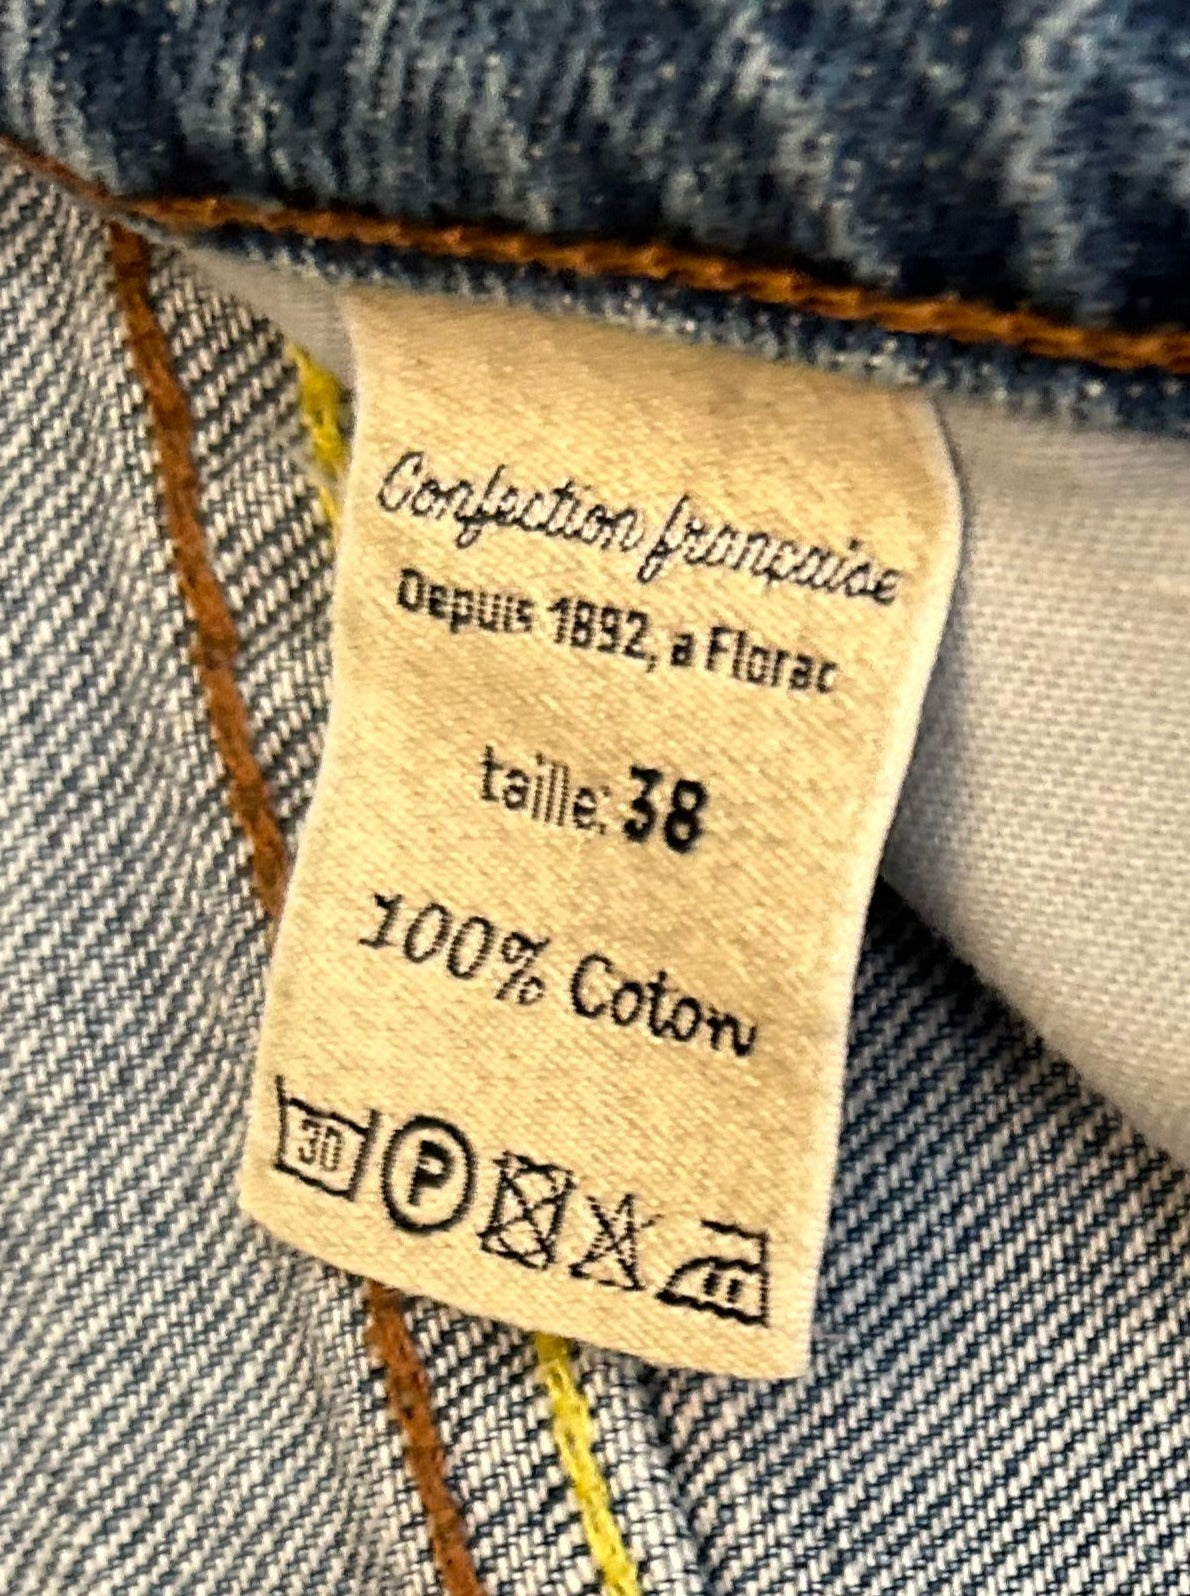 Confection française
Depuis 1892, a Florac
taille: 38
100% Coton
30 P